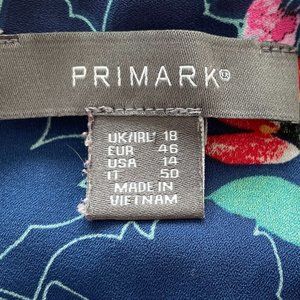 PRIMARK®
UK/IRL 18
EUR 46
USA 14
IT 50
MADE IN
VIETNAM